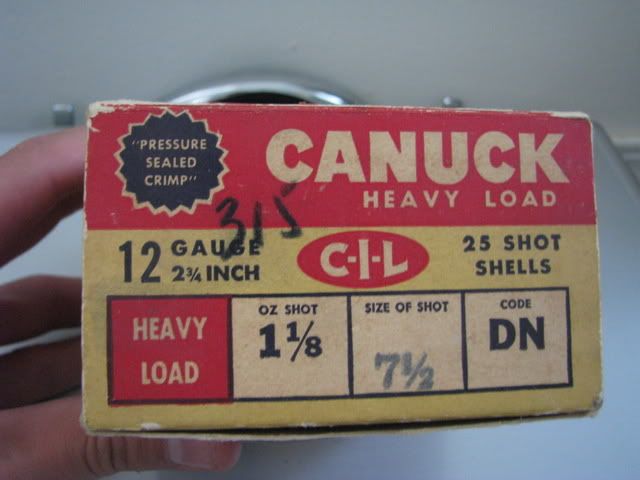 "PRESSURE
SEALED
CRIMP"
CANUCK
HEAVY LOAD
315
12 GAUGE
2¾ INCH
C-I-L
25 SHOT
SHELLS
HEAVY
LOAD
OZ SHOT
1⅛
SIZE OF SHOT
7½
CODE
DN